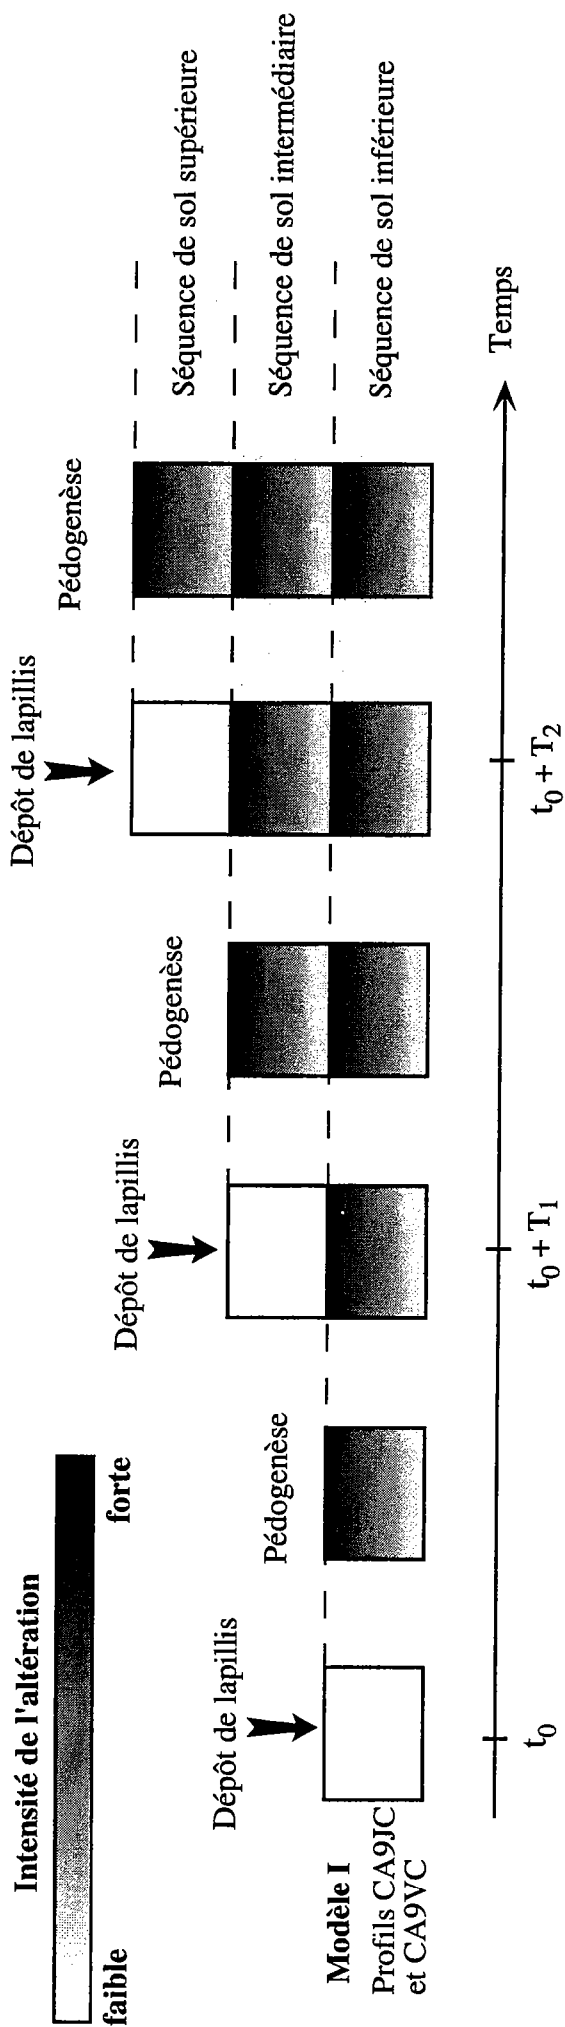 Intensité de l'altération
faible
forte
Dépôt de lapillis
Pédogenèse
Dépôt de lapillis
Pédogenèse
Dépôt de lapillis
Pédogenèse
Séquence de sol supérieure
Séquence de sol intermédiaire
Séquence de sol inférieure
Modèle I
Profils CA9JC
et CA9VC
t0
t0 + T1
t0 + T2
Temps